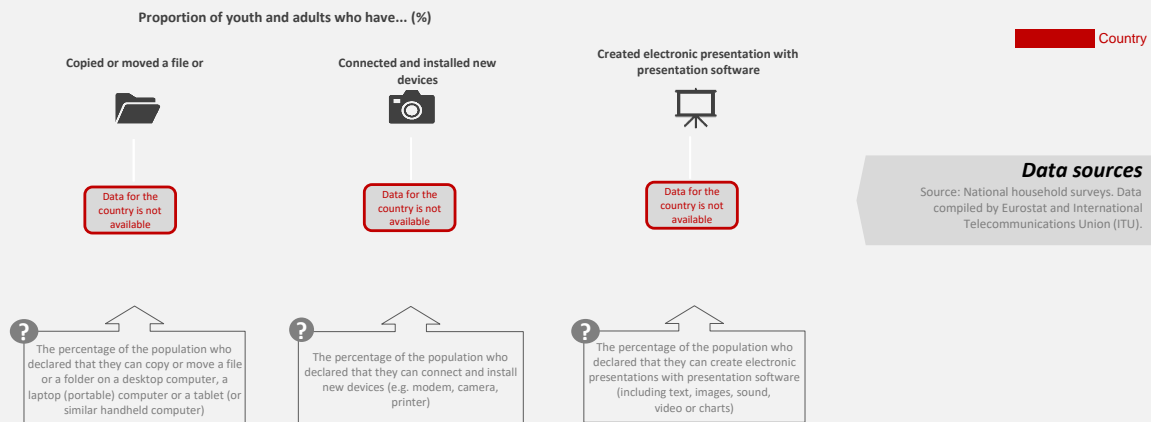 Proportion of youth and adults who have... (%)
Country
Copied or moved a file or
Connected and installed new
devices
Created electronic presentation with
presentation software
Data for the
country is not
available
Data for the
country is not
available
Data for the
country is not
available
Data sources
Source: National household surveys. Data
compiled by Eurostat and International
Telecommunications Union (ITU).
?
The percentage of the population who
declared that they can copy or move a file
or a folder on a desktop computer, a
laptop (portable) computer or a tablet (or
similar handheld computer)
?
The percentage of the population who
declared that they can connect and install
new devices (e.g. modem, camera,
printer)
?
The percentage of the population who
declared that they can create electronic
presentations with presentation software
(including text, images, sound,
video or charts)